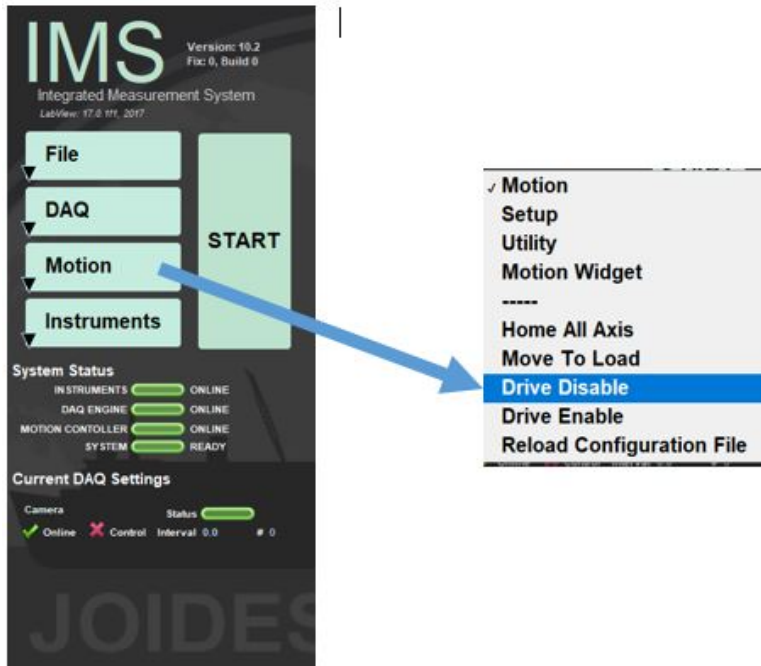 IMS
Version: 10.2
Fix: 0, Build 0
Integrated Measurement System
LabView: 17.0.1f1, 2017
File
DAQ
Motion
Instruments
START
System Status
INSTRUMENTS ONLINE
DAQ ENGINE ONLINE
MOTION CONTOLLER ONLINE
SYSTEM READY
Current DAQ Settings
Camera Status
Online Control Interval 0.0 # 0
JOIDES
✓ Motion
Setup
Utility
Motion Widget
-----
Home All Axis
Move To Load
Drive Disable
Drive Enable
Reload Configuration File